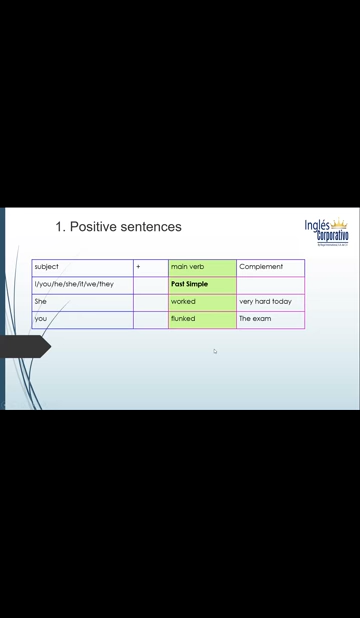 1. Positive sentences
Inglés
Corporativo
subject + main verb Complement
I/you/he/she/it/we/they Past Simple
She worked very hard today
you flunked The exam